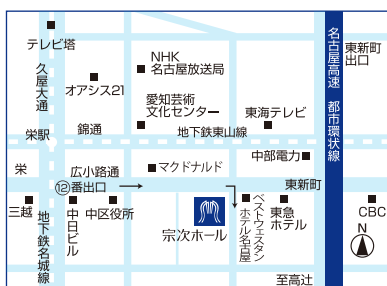 テレビ塔
久屋大通
オアシス21
NHK
名古屋放送局
名古屋高速 都市環状線
東新町
出口
愛知芸術
文化センター
東海テレビ
栄駅
錦通
地下鉄東山線
栄
広小路通
マクドナルド
中部電力
⑫番出口
東新町
三越
地下鉄名城線
中日ビル
中区役所
宗次ホール
ベストウェスタン
ホテル名古屋
東急
ホテル
CBC
N
至高辻